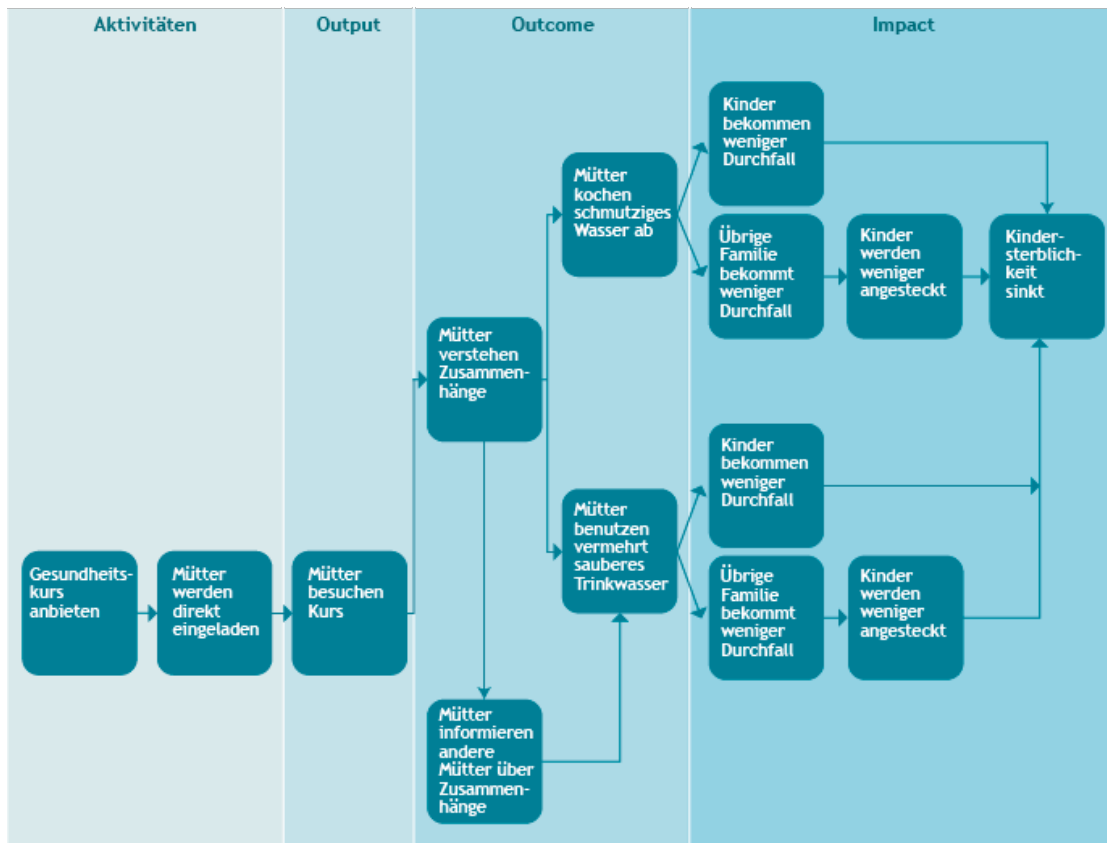 Aktivitäten
Output
Outcome
Impact
Gesundheits-
kurs
anbieten
Mütter
werden
direkt
eingeladen
Mütter
besuchen
Kurs
Mütter
verstehen
Zusammen-
hänge
Mütter
informieren
andere
Mütter über
Zusammen-
hänge
Mütter
kochen
schmutziges
Wasser ab
Mütter
benutzen
vermehrt
sauberes
Trinkwasser
Kinder
bekommen
weniger
Durchfall
Übrige
Familie
bekommt
weniger
Durchfall
Kinder
werden
weniger
angesteckt
Kinder-
sterblich-
keit
sinkt
Kinder
bekommen
weniger
Durchfall
Übrige
Familie
bekommt
weniger
Durchfall
Kinder
werden
weniger
angesteckt